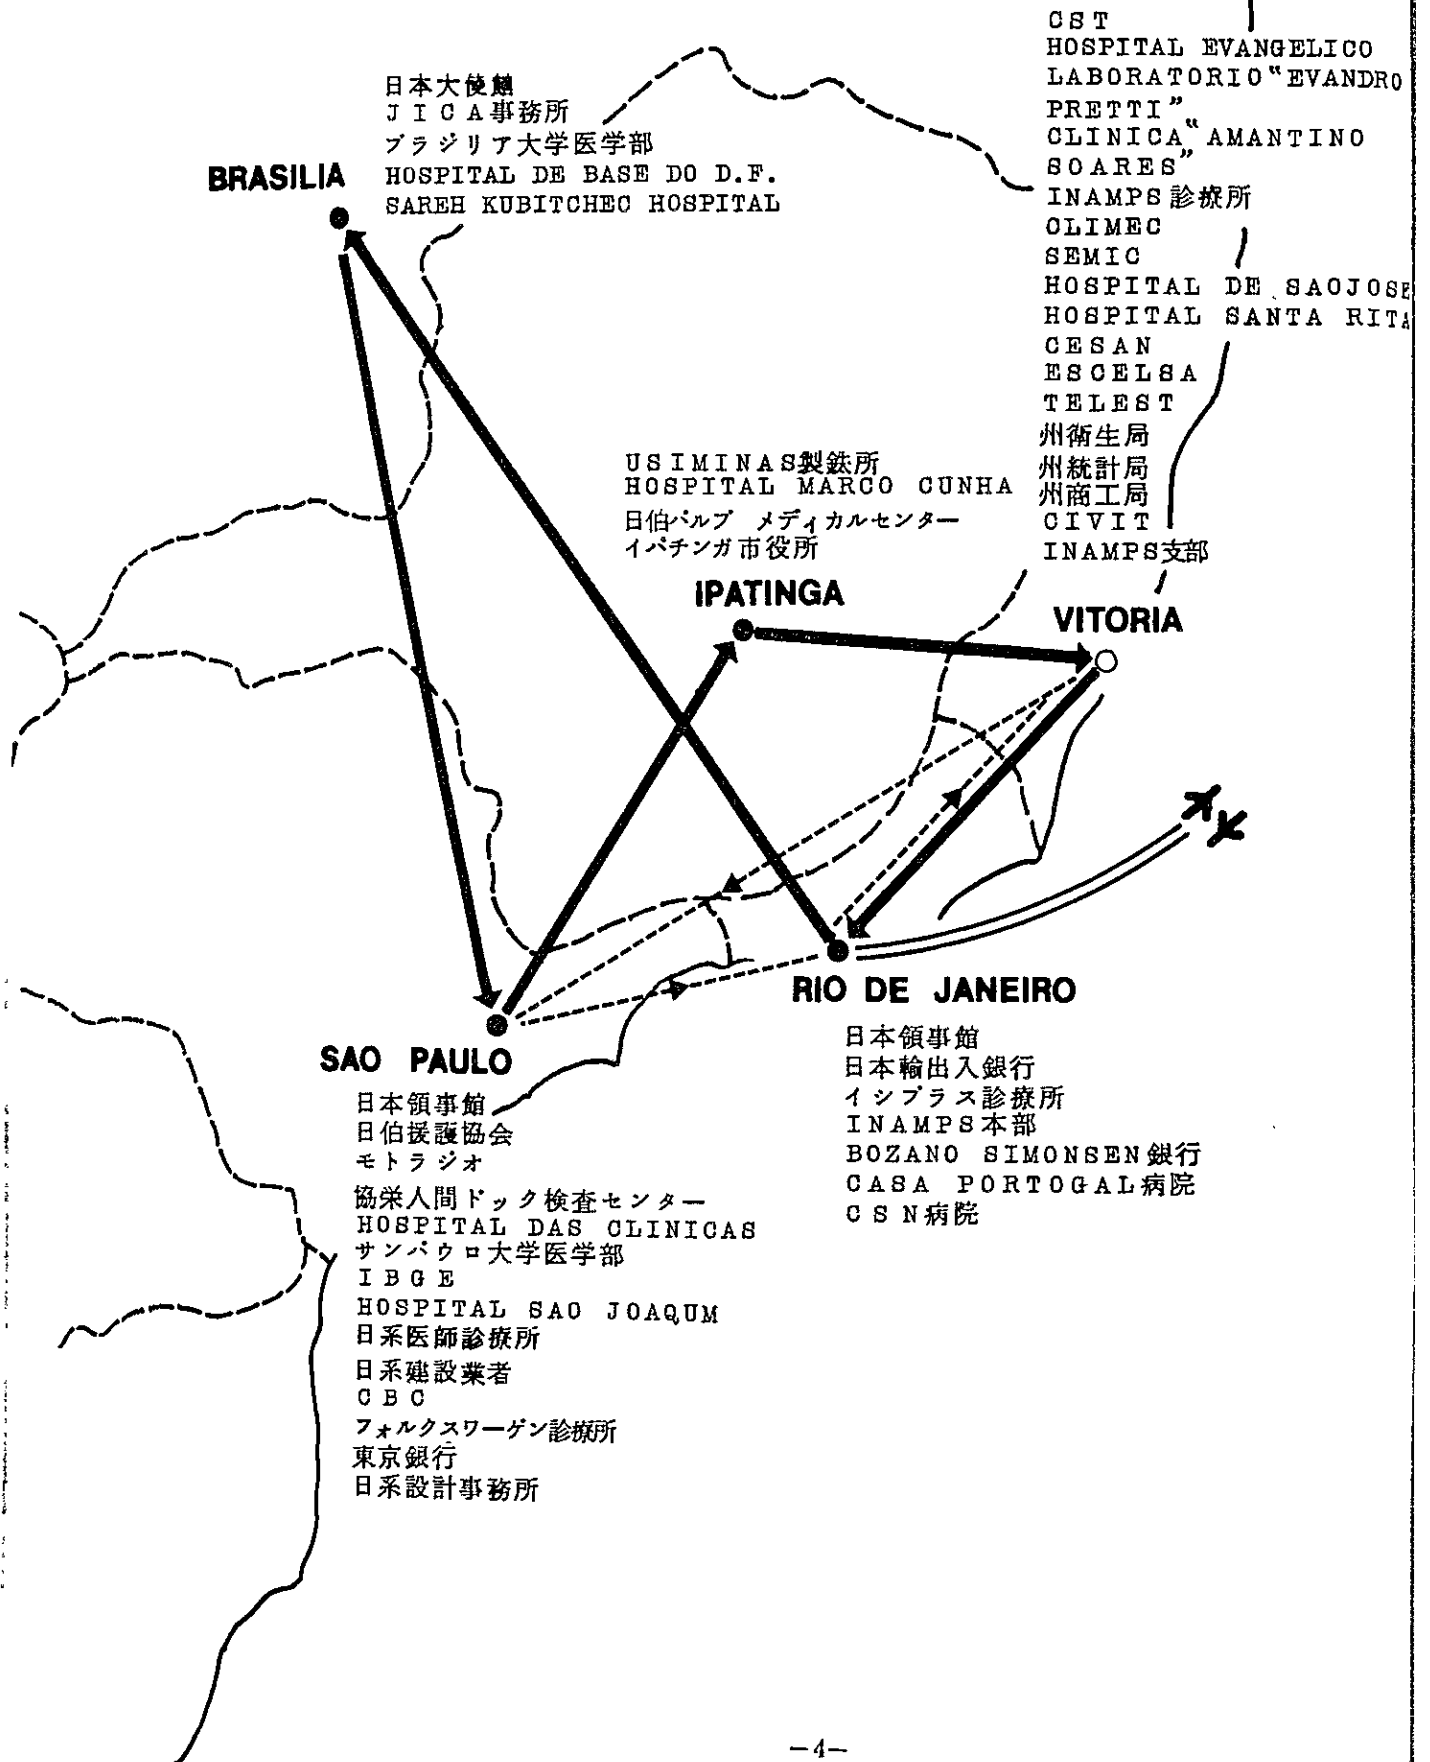 CST
HOSPITAL EVANGELICO
LABORATORIO"EVANDRO
PRETTI"
CLINICA"AMANTINO
SOARES"
INAMPS診療所
CLIMEC
SEMIC
HOSPITAL DE SAOJOSE
HOSPITAL SANTA RITA
CESAN
ESCELSA
TELEST
州衛生局
州統計局
州商工局
CIVIT
INAMPS支部
VITORIA
日本大使館
JICA事務所
ブラジリア大学医学部
HOSPITAL DE BASE DO D.F.
SAREH KUBITCHEC HOSPITAL
BRASILIA
USIMINAS製鉄所
HOSPITAL MARCO CUNHA
日伯パルプ メディカルセンター
イパチンガ市役所
IPATINGA
RIO DE JANEIRO
日本領事館
日本輸出入銀行
イシブラス診療所
INAMPS本部
BOZANO SIMONSEN銀行
CASA PORTOGAL病院
CSN病院
SAO PAULO
日本領事館
日伯援護協会
モトラジオ
協栄人間ドック検査センター
HOSPITAL DAS CLINICAS
サンパウロ大学医学部
IBGE
HOSPITAL SAO JOAQUM
日系医師診療所
日系建設業者
CBC
フォルクスワーゲン診療所
東京銀行
日系設計事務所
-4-